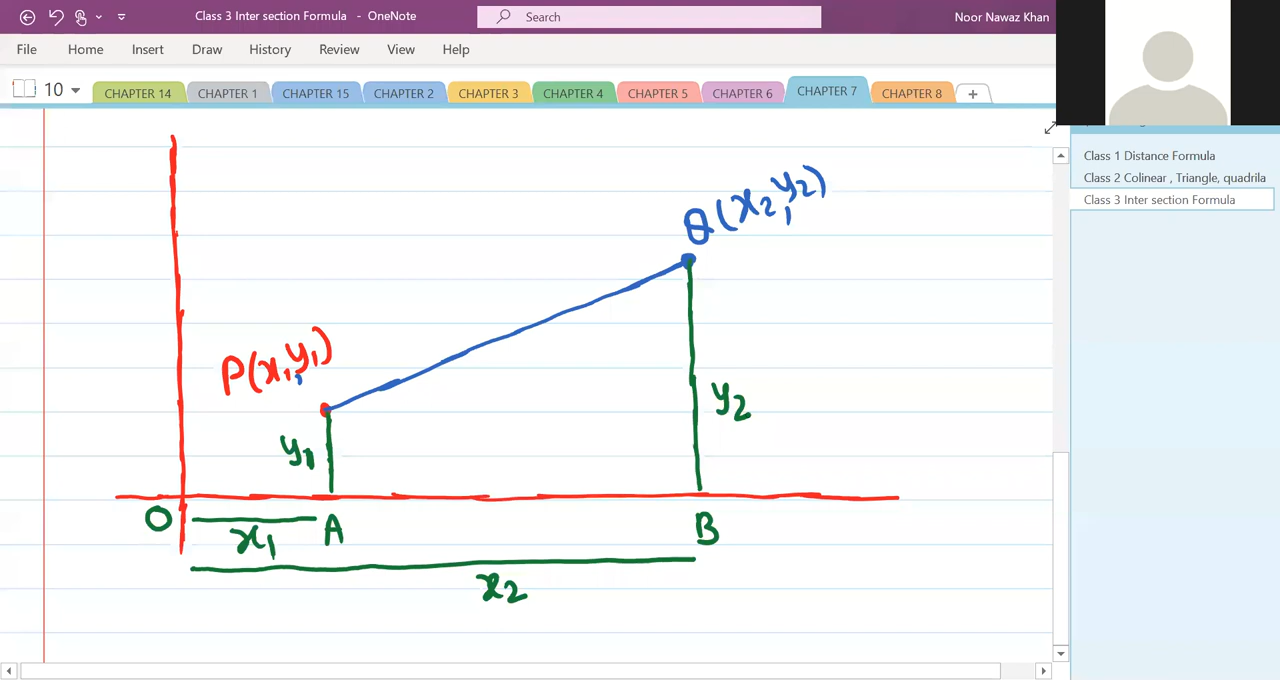 Class 3 Inter section Formula - OneNote
Search
Noor Nawaz Khan
File Home Insert Draw History Review View Help
10 CHAPTER 14 CHAPTER 1 CHAPTER 15 CHAPTER 2 CHAPTER 3 CHAPTER 4 CHAPTER 5 CHAPTER 6 CHAPTER 7 CHAPTER 8 +
Class 1 Distance Formula
Class 2 Colinear , Triangle, quadrila
Class 3 Inter section Formula
Q(x2,y2)
P(x1,y1)
y1
y2
O
A
B
x1
x2